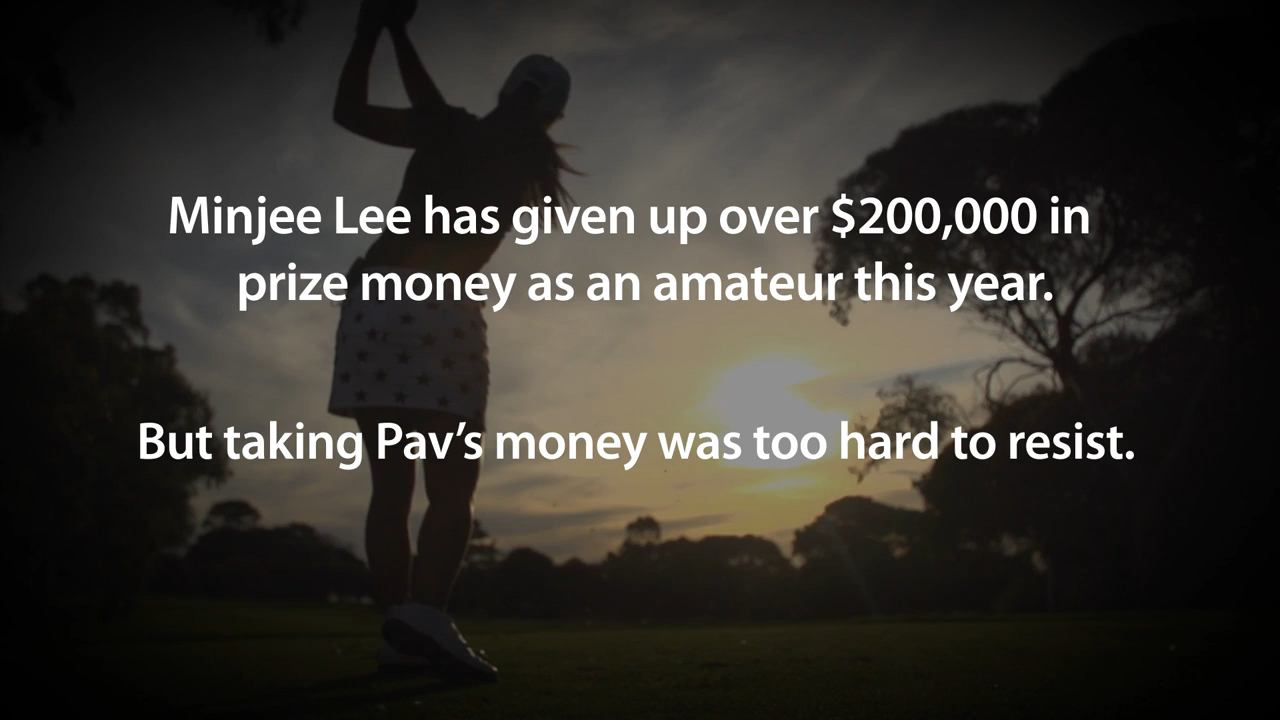 Minjee Lee has given up over $200,000 in
prize money as an amateur this year.
But taking Pav’s money was too hard to resist.